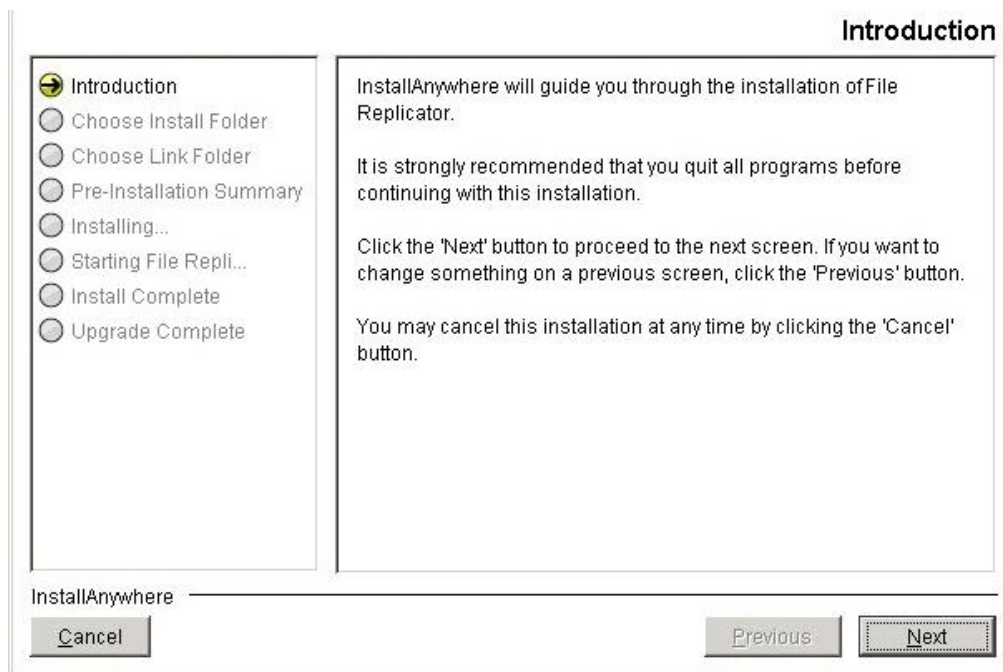 Introduction
Introduction
Choose Install Folder
Choose Link Folder
Pre-Installation Summary
Installing...
Starting File Repli...
Install Complete
Upgrade Complete
InstallAnywhere will guide you through the installation of File
Replicator.
It is strongly recommended that you quit all programs before
continuing with this installation.
Click the 'Next' button to proceed to the next screen. If you want to
change something on a previous screen, click the 'Previous' button.
You may cancel this installation at any time by clicking the 'Cancel'
button.
InstallAnywhere
Cancel
Previous
Next